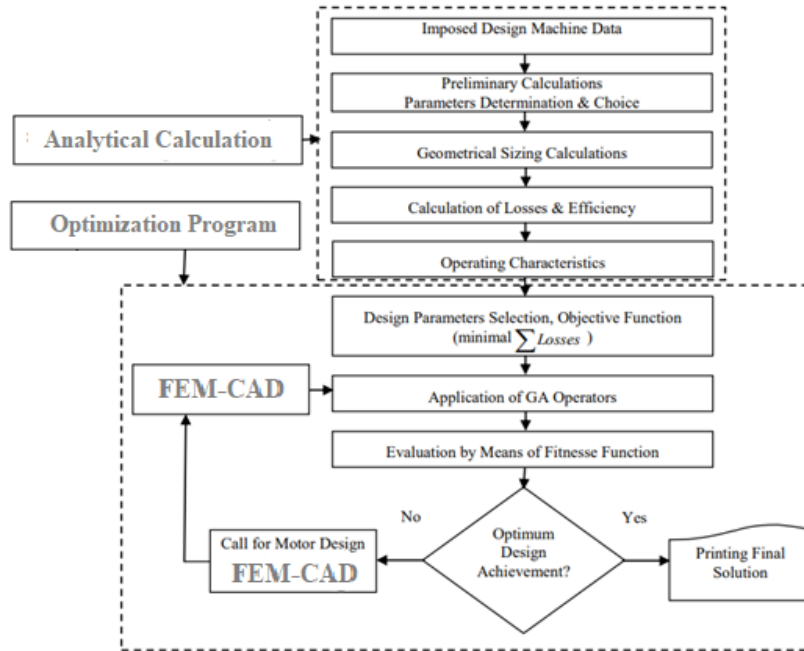 Imposed Design Machine Data
Preliminary Calculations
Parameters Determination & Choice
Analytical Calculation
Geometrical Sizing Calculations
Calculation of Losses & Efficiency
Optimization Program
Operating Characteristics
Design Parameters Selection, Objective Function
(minimal ∑ Losses )
FEM-CAD
Application of GA Operators
Evaluation by Means of Fitnesse Function
No
Yes
Optimum
Design
Achievement?
Call for Motor Design
FEM-CAD
Printing Final
Solution